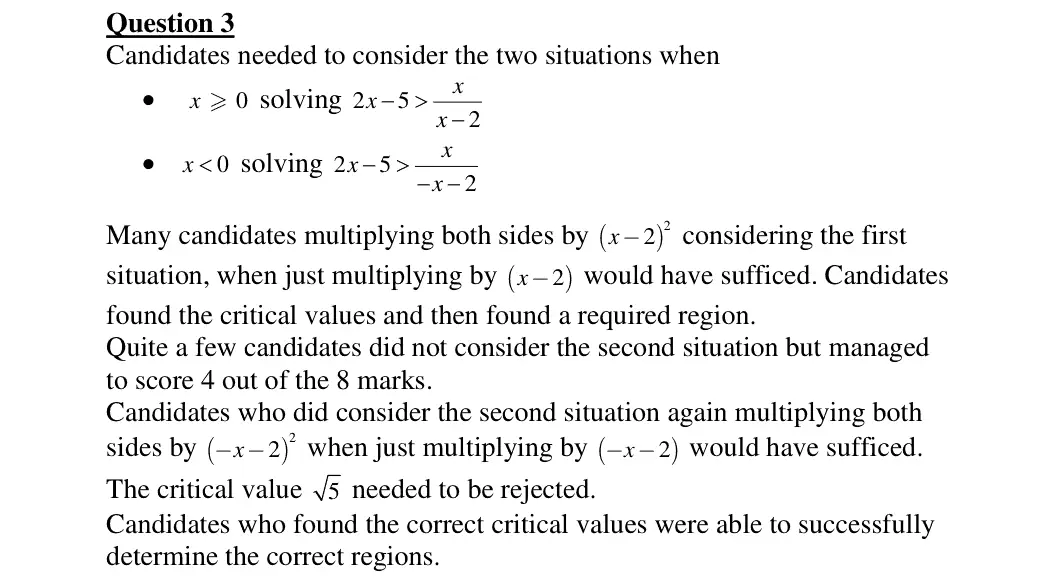 Question 3
Candidates needed to consider the two situations when
• x ⩾ 0 solving 2x−5 > x/(x−2)
• x < 0 solving 2x−5 > x/(−x−2)
Many candidates multiplying both sides by (x−2)² considering the first
situation, when just multiplying by (x−2) would have sufficed. Candidates
found the critical values and then found a required region.
Quite a few candidates did not consider the second situation but managed
to score 4 out of the 8 marks.
Candidates who did consider the second situation again multiplying both
sides by (−x−2)² when just multiplying by (−x−2) would have sufficed.
The critical value √5 needed to be rejected.
Candidates who found the correct critical values were able to successfully
determine the correct regions.